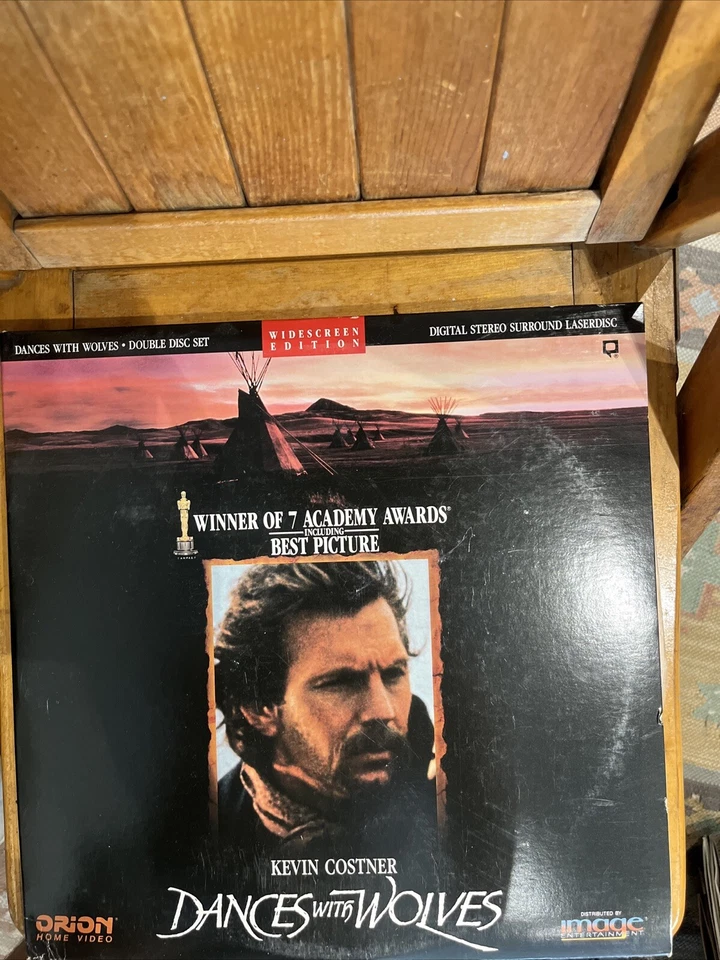 DANCES WITH WOLVES • DOUBLE DISC SET
WIDESCREEN
EDITION
DIGITAL STEREO SURROUND LASERDISC
WINNER OF 7 ACADEMY AWARDS®
INCLUDING
BEST PICTURE
KEVIN COSTNER
DANCES WITH WOLVES
ORION®
HOME VIDEO
DISTRIBUTED BY
image
ENTERTAINMENT